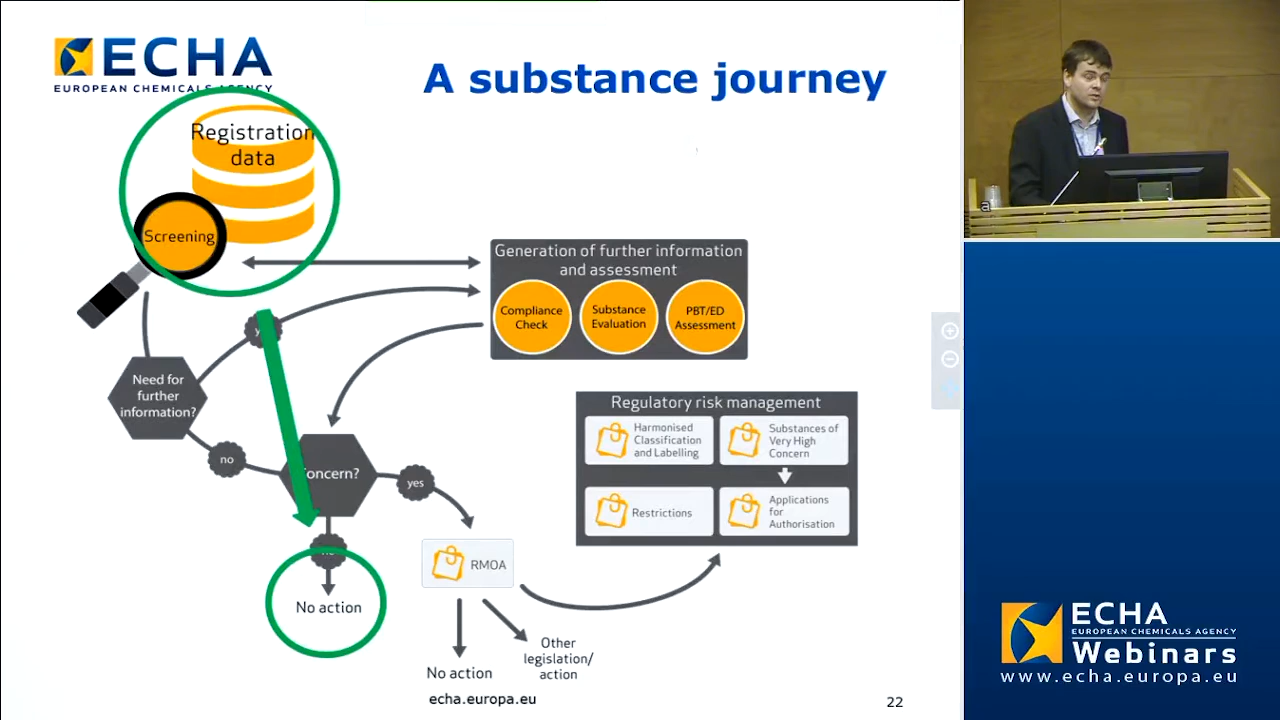 ECHA
EUROPEAN CHEMICALS AGENCY
A substance journey
Registration
data
Screening
Generation of further information
and assessment
Compliance
Check
Substance
Evaluation
PBT/ED
Assessment
Need for
further
information?
no
oncern?
yes
Regulatory risk management
Harmonised
Classification
and Labelling
Substances of
Very High
Concern
Restrictions
Applications
for
Authorisation
RMOA
No action
No action
Other
legislation/
action
echa.europa.eu
22
a
ECHA
EUROPEAN CHEMICALS AGENCY
Webinars
www.echa.europa.eu